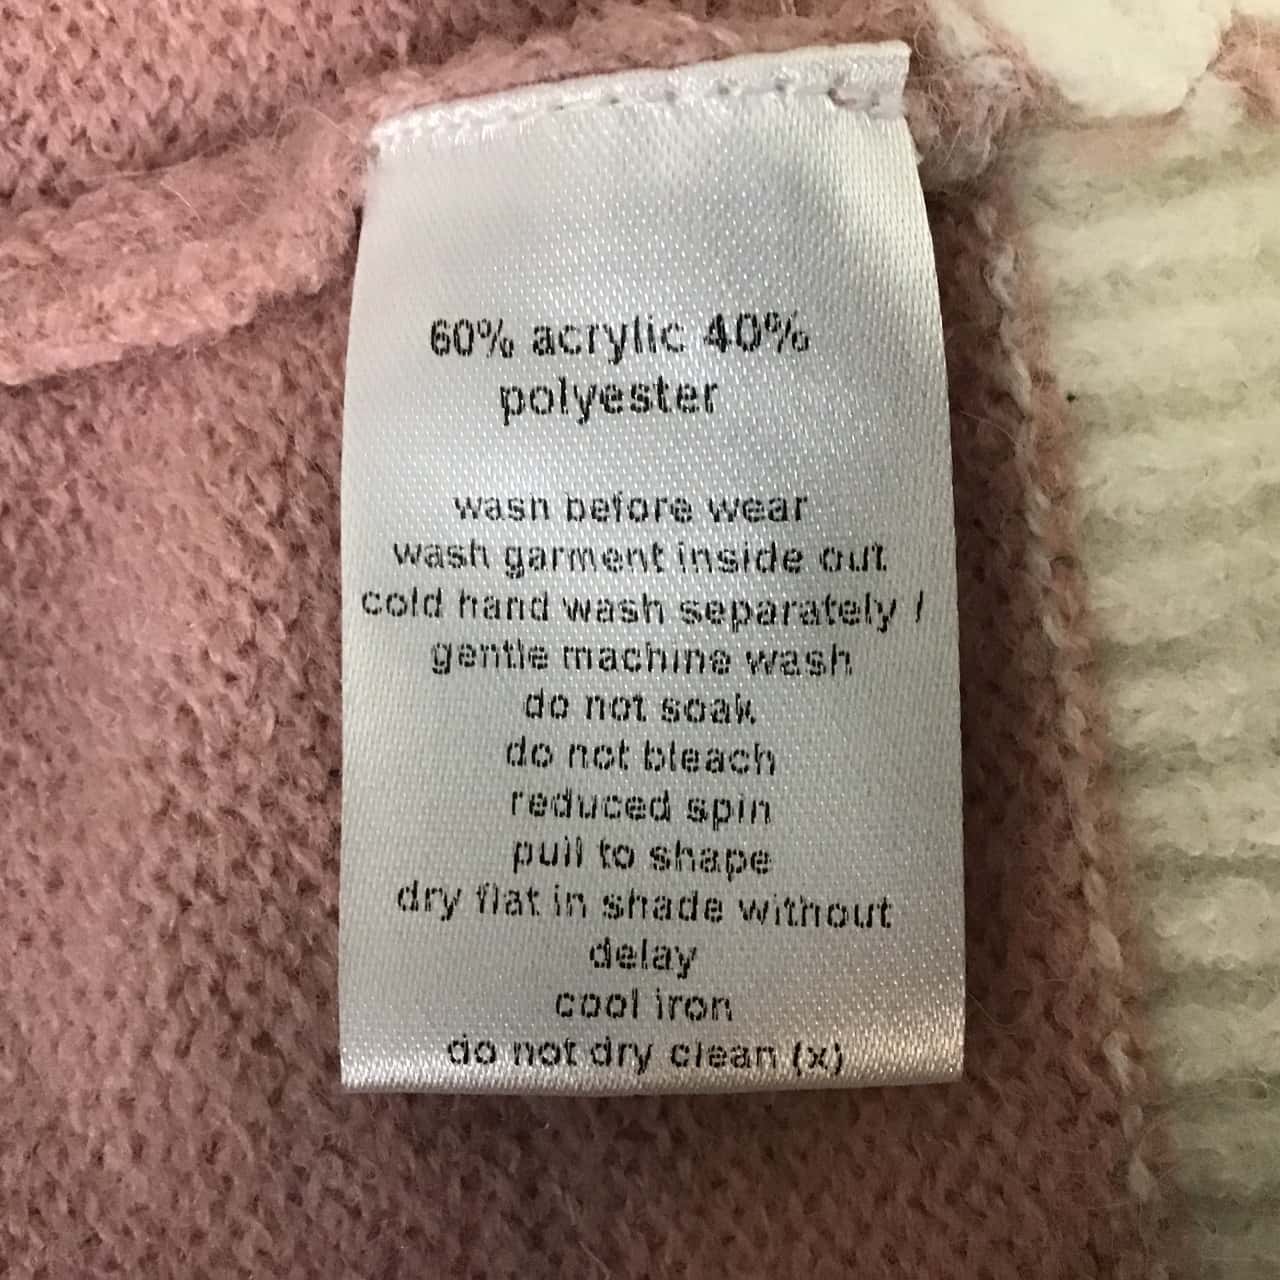 60% acrylic 40%
polyester
wash before wear
wash garment inside out
cold hand wash separately /
gentle machine wash
do not soak
do not bleach
reduced spin
pull to shape
dry flat in shade without
delay
cool iron
do not dry clean (x)